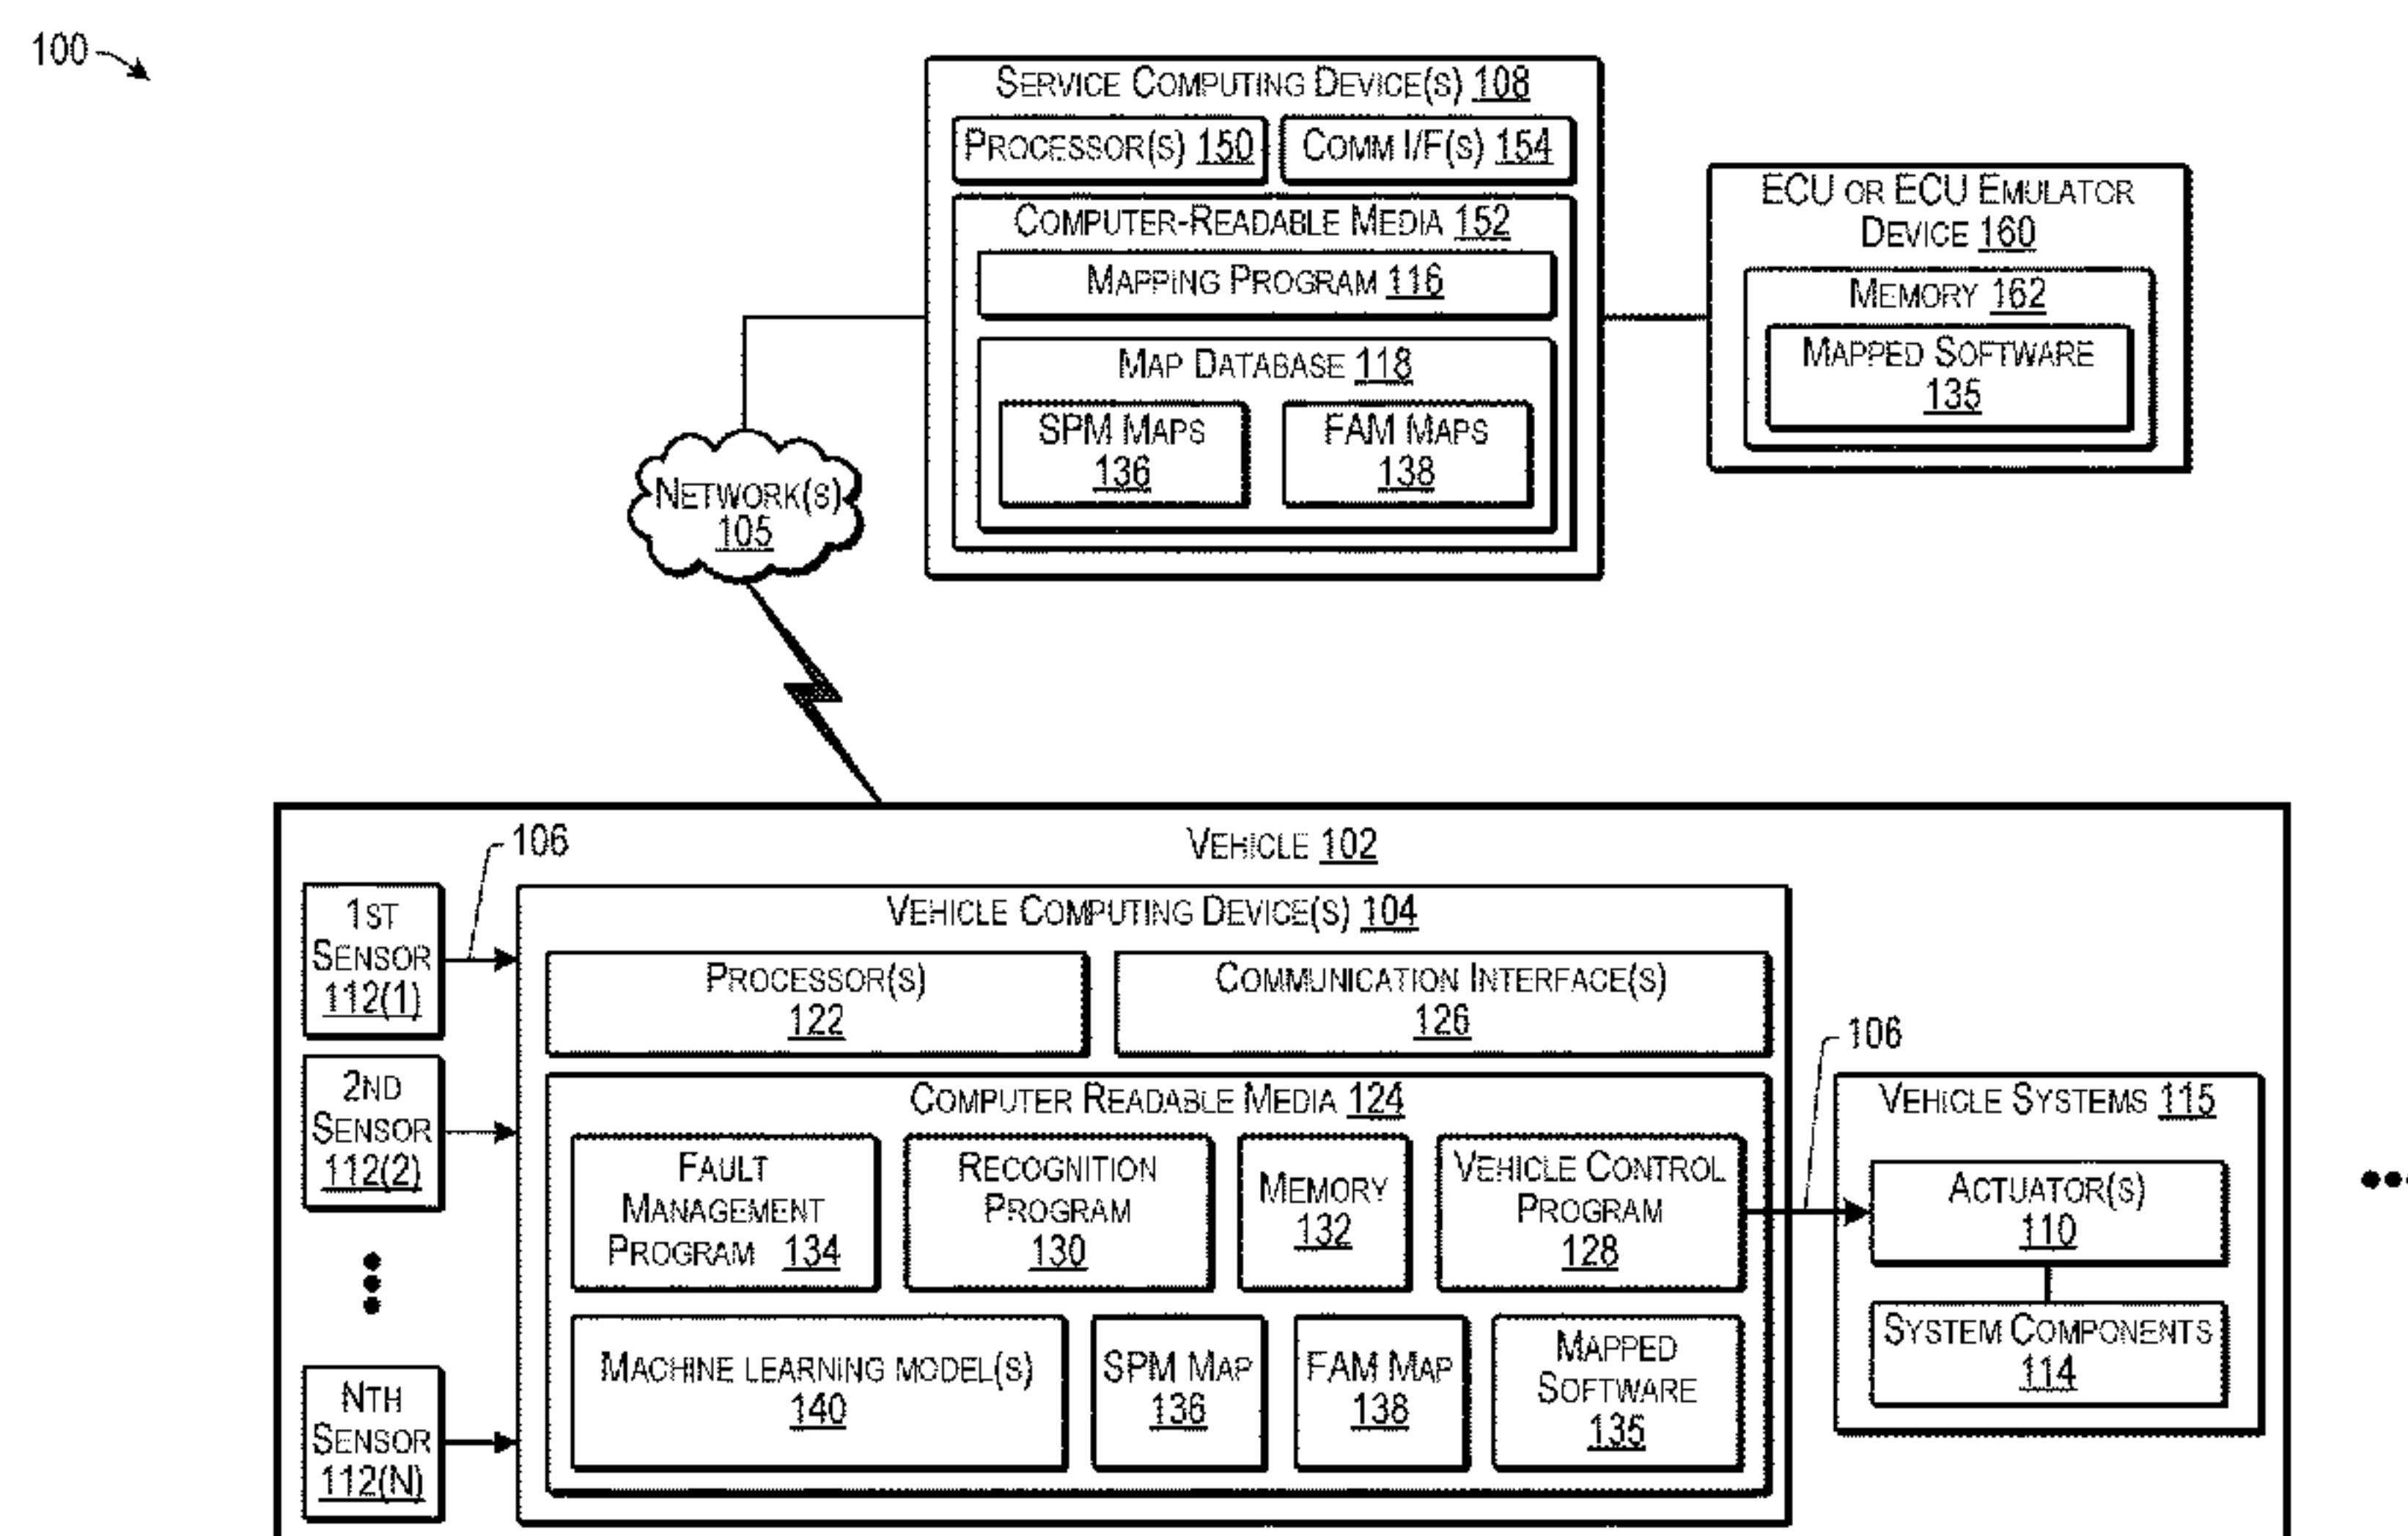 100
SERVICE COMPUTING DEVICE(S) 108
PROCESSOR(S) 150
COMM I/F(S) 154
COMPUTER-READABLE MEDIA 152
MAPPING PROGRAM 116
MAP DATABASE 118
SPM MAPS
136
FAM MAPS
138
ECU OR ECU EMULATOR
DEVICE 160
MEMORY 162
MAPPED SOFTWARE
135
NETWORK(S)
105
VEHICLE 102
106
1ST
SENSOR
112(1)
2ND
SENSOR
112(2)
NTH
SENSOR
112(N)
VEHICLE COMPUTING DEVICE(S) 104
PROCESSOR(S)
122
COMMUNICATION INTERFACE(S)
126
COMPUTER READABLE MEDIA 124
FAULT
MANAGEMENT
PROGRAM 134
RECOGNITION
PROGRAM
130
MEMORY
132
VEHICLE CONTROL
PROGRAM
128
MACHINE LEARNING MODEL(S)
140
SPM MAP
136
FAM MAP
138
MAPPED
SOFTWARE
135
106
VEHICLE SYSTEMS 115
ACTUATOR(S)
110
SYSTEM COMPONENTS
114